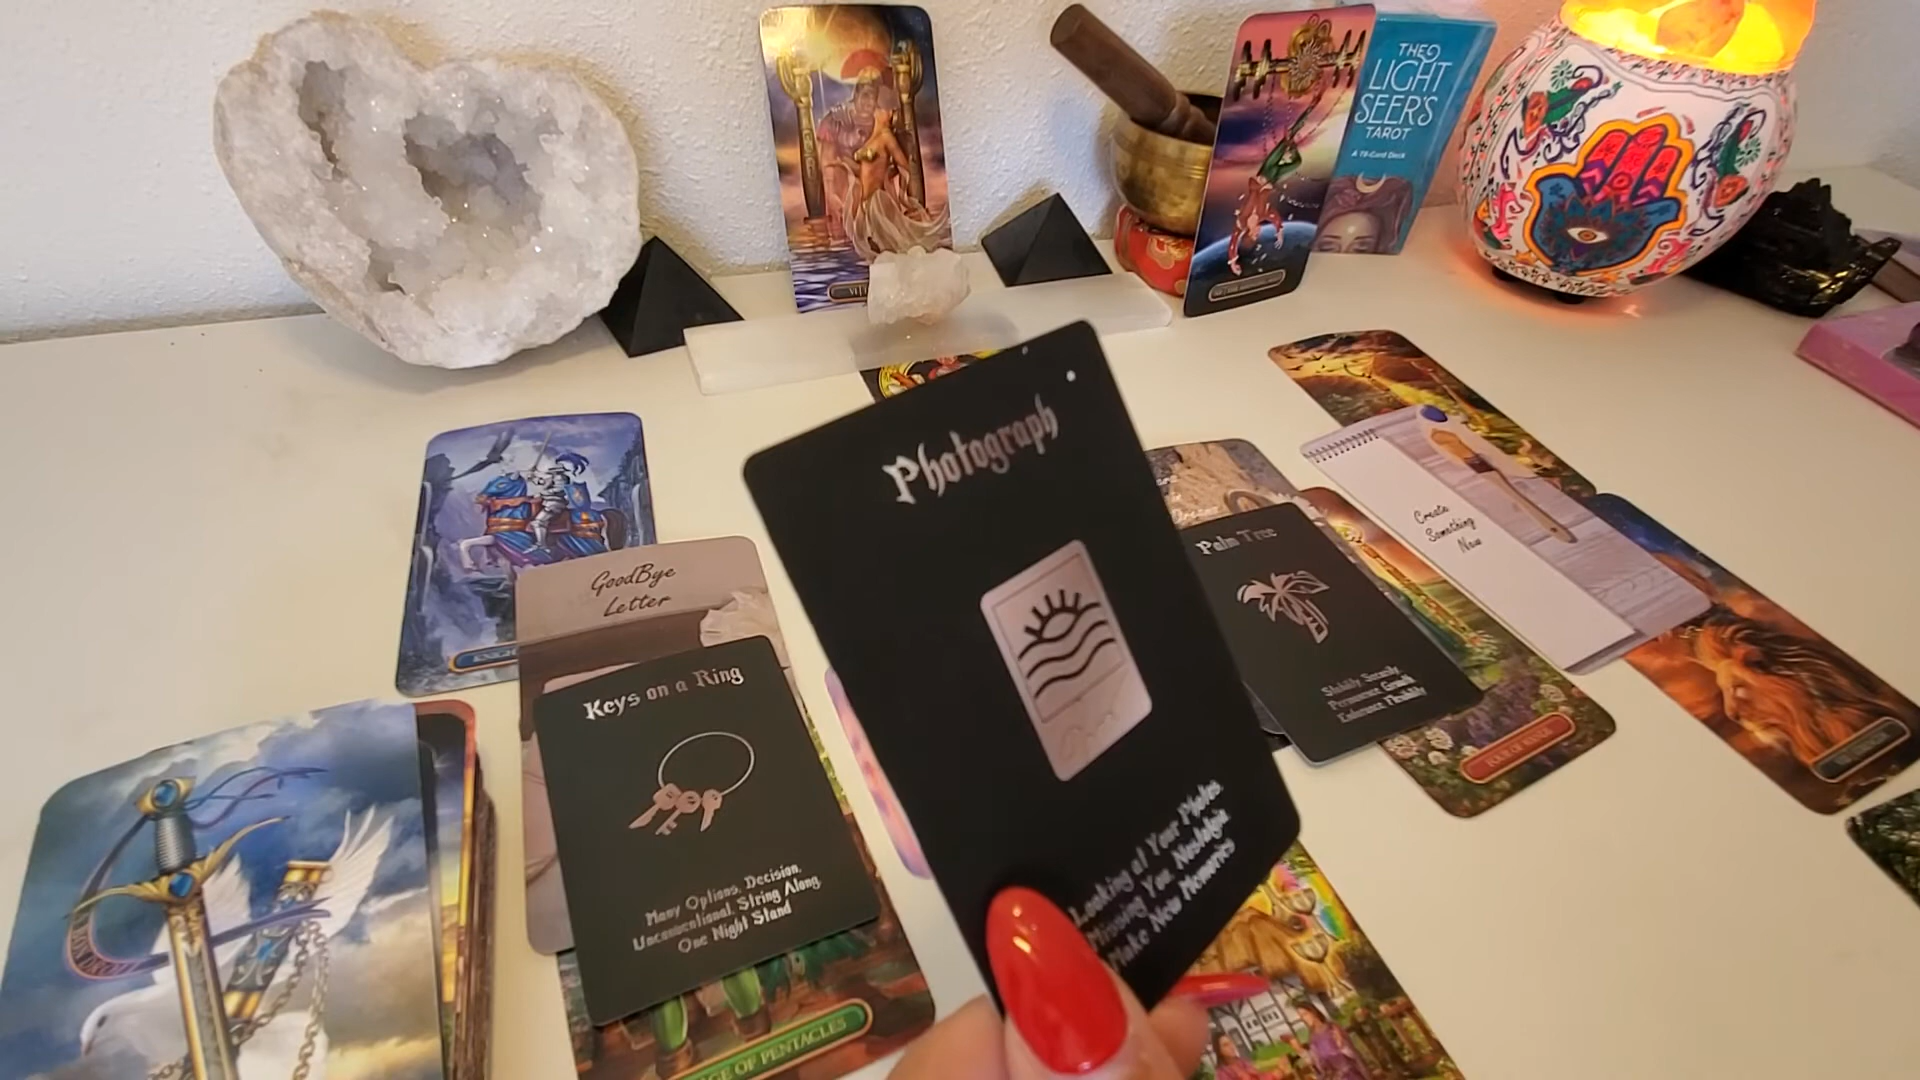 THE
LIGHT
SEER'S
TAROT
A 78-Card Deck
Photograph
Looking at Your Photos,
Missing You, Nostalgia
Make New Memories
GoodBye
Letter
Keys on a Ring
Many Options, Decision,
Unconventional, String Along,
One Night Stand
Palm Tree
Stability, Security,
Permanence, Growth
Endurance, Flexibility
Create
Something
New
KNIGH
FOUR OF WANDS
GE OF PENTACLES